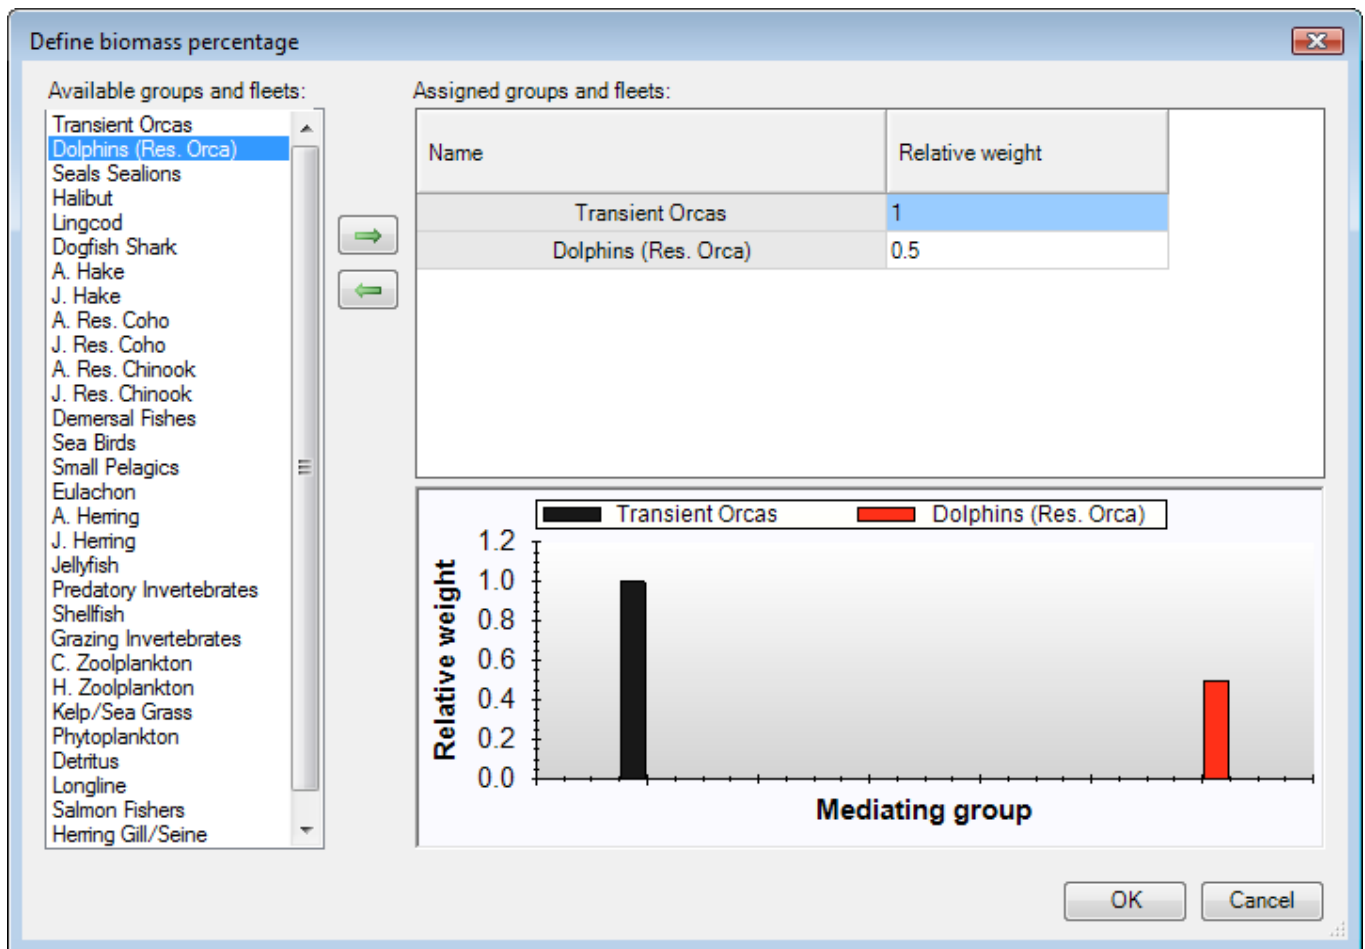 Define biomass percentage
Available groups and fleets:
Transient Orcas
Dolphins (Res. Orca)
Seals Sealions
Halibut
Lingcod
Dogfish Shark
A. Hake
J. Hake
A. Res. Coho
J. Res. Coho
A. Res. Chinook
J. Res. Chinook
Demersal Fishes
Sea Birds
Small Pelagics
Eulachon
A. Herring
J. Herring
Jellyfish
Predatory Invertebrates
Shellfish
Grazing Invertebrates
C. Zoolplankton
H. Zoolplankton
Kelp/Sea Grass
Phytoplankton
Detritus
Longline
Salmon Fishers
Herring Gill/Seine
Assigned groups and fleets:
Name Relative weight
Transient Orcas 1
Dolphins (Res. Orca) 0.5
Transient Orcas Dolphins (Res. Orca)
Relative weight
1.2
1.0
0.8
0.6
0.4
0.2
0.0
Mediating group
OK Cancel